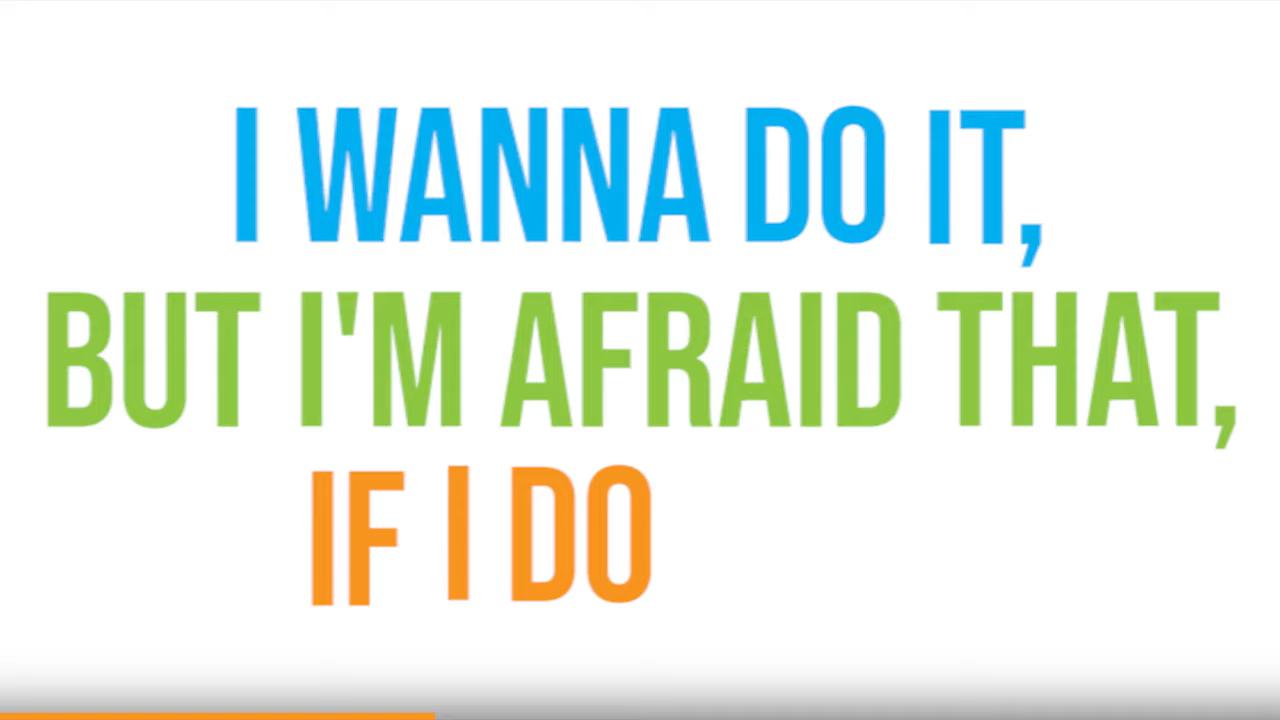 I WANNA DO IT,
BUT I'M AFRAID THAT,
IF I DO